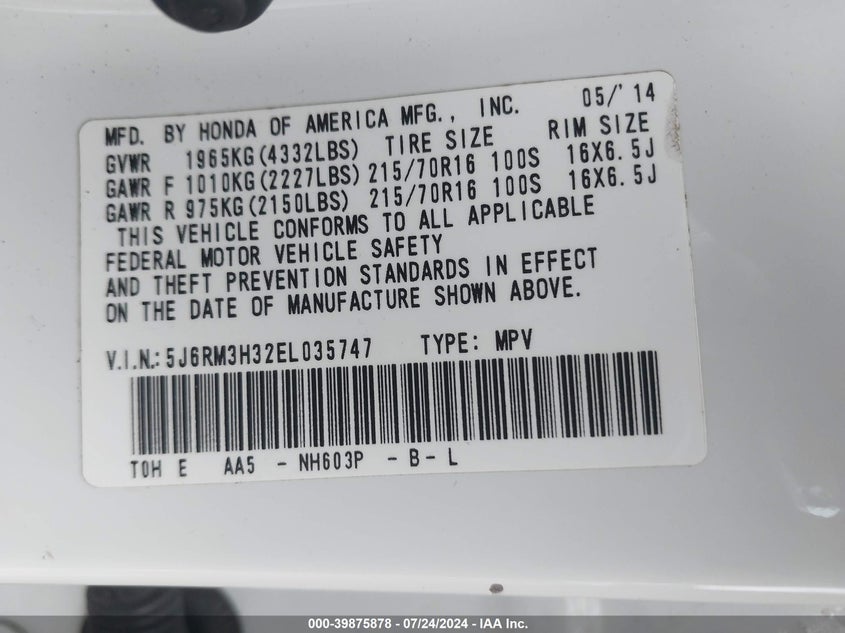 MFD. BY HONDA OF AMERICA MFG., INC. 05/'14
GVWR 1965KG(4332LBS) TIRE SIZE RIM SIZE
GAWR F 1010KG(2227LBS) 215/70R16 100S 16X6.5J
GAWR R 975KG(2150LBS) 215/70R16 100S 16X6.5J
THIS VEHICLE CONFORMS TO ALL APPLICABLE
FEDERAL MOTOR VEHICLE SAFETY
AND THEFT PREVENTION STANDARDS IN EFFECT
ON THE DATE OF MANUFACTURE SHOWN ABOVE.
V.I.N.: 5J6RM3H32EL035747 TYPE: MPV
TOH E AA5 - NH603P - B - L
000-39875878 | 07/24/2024 | IAA Inc.